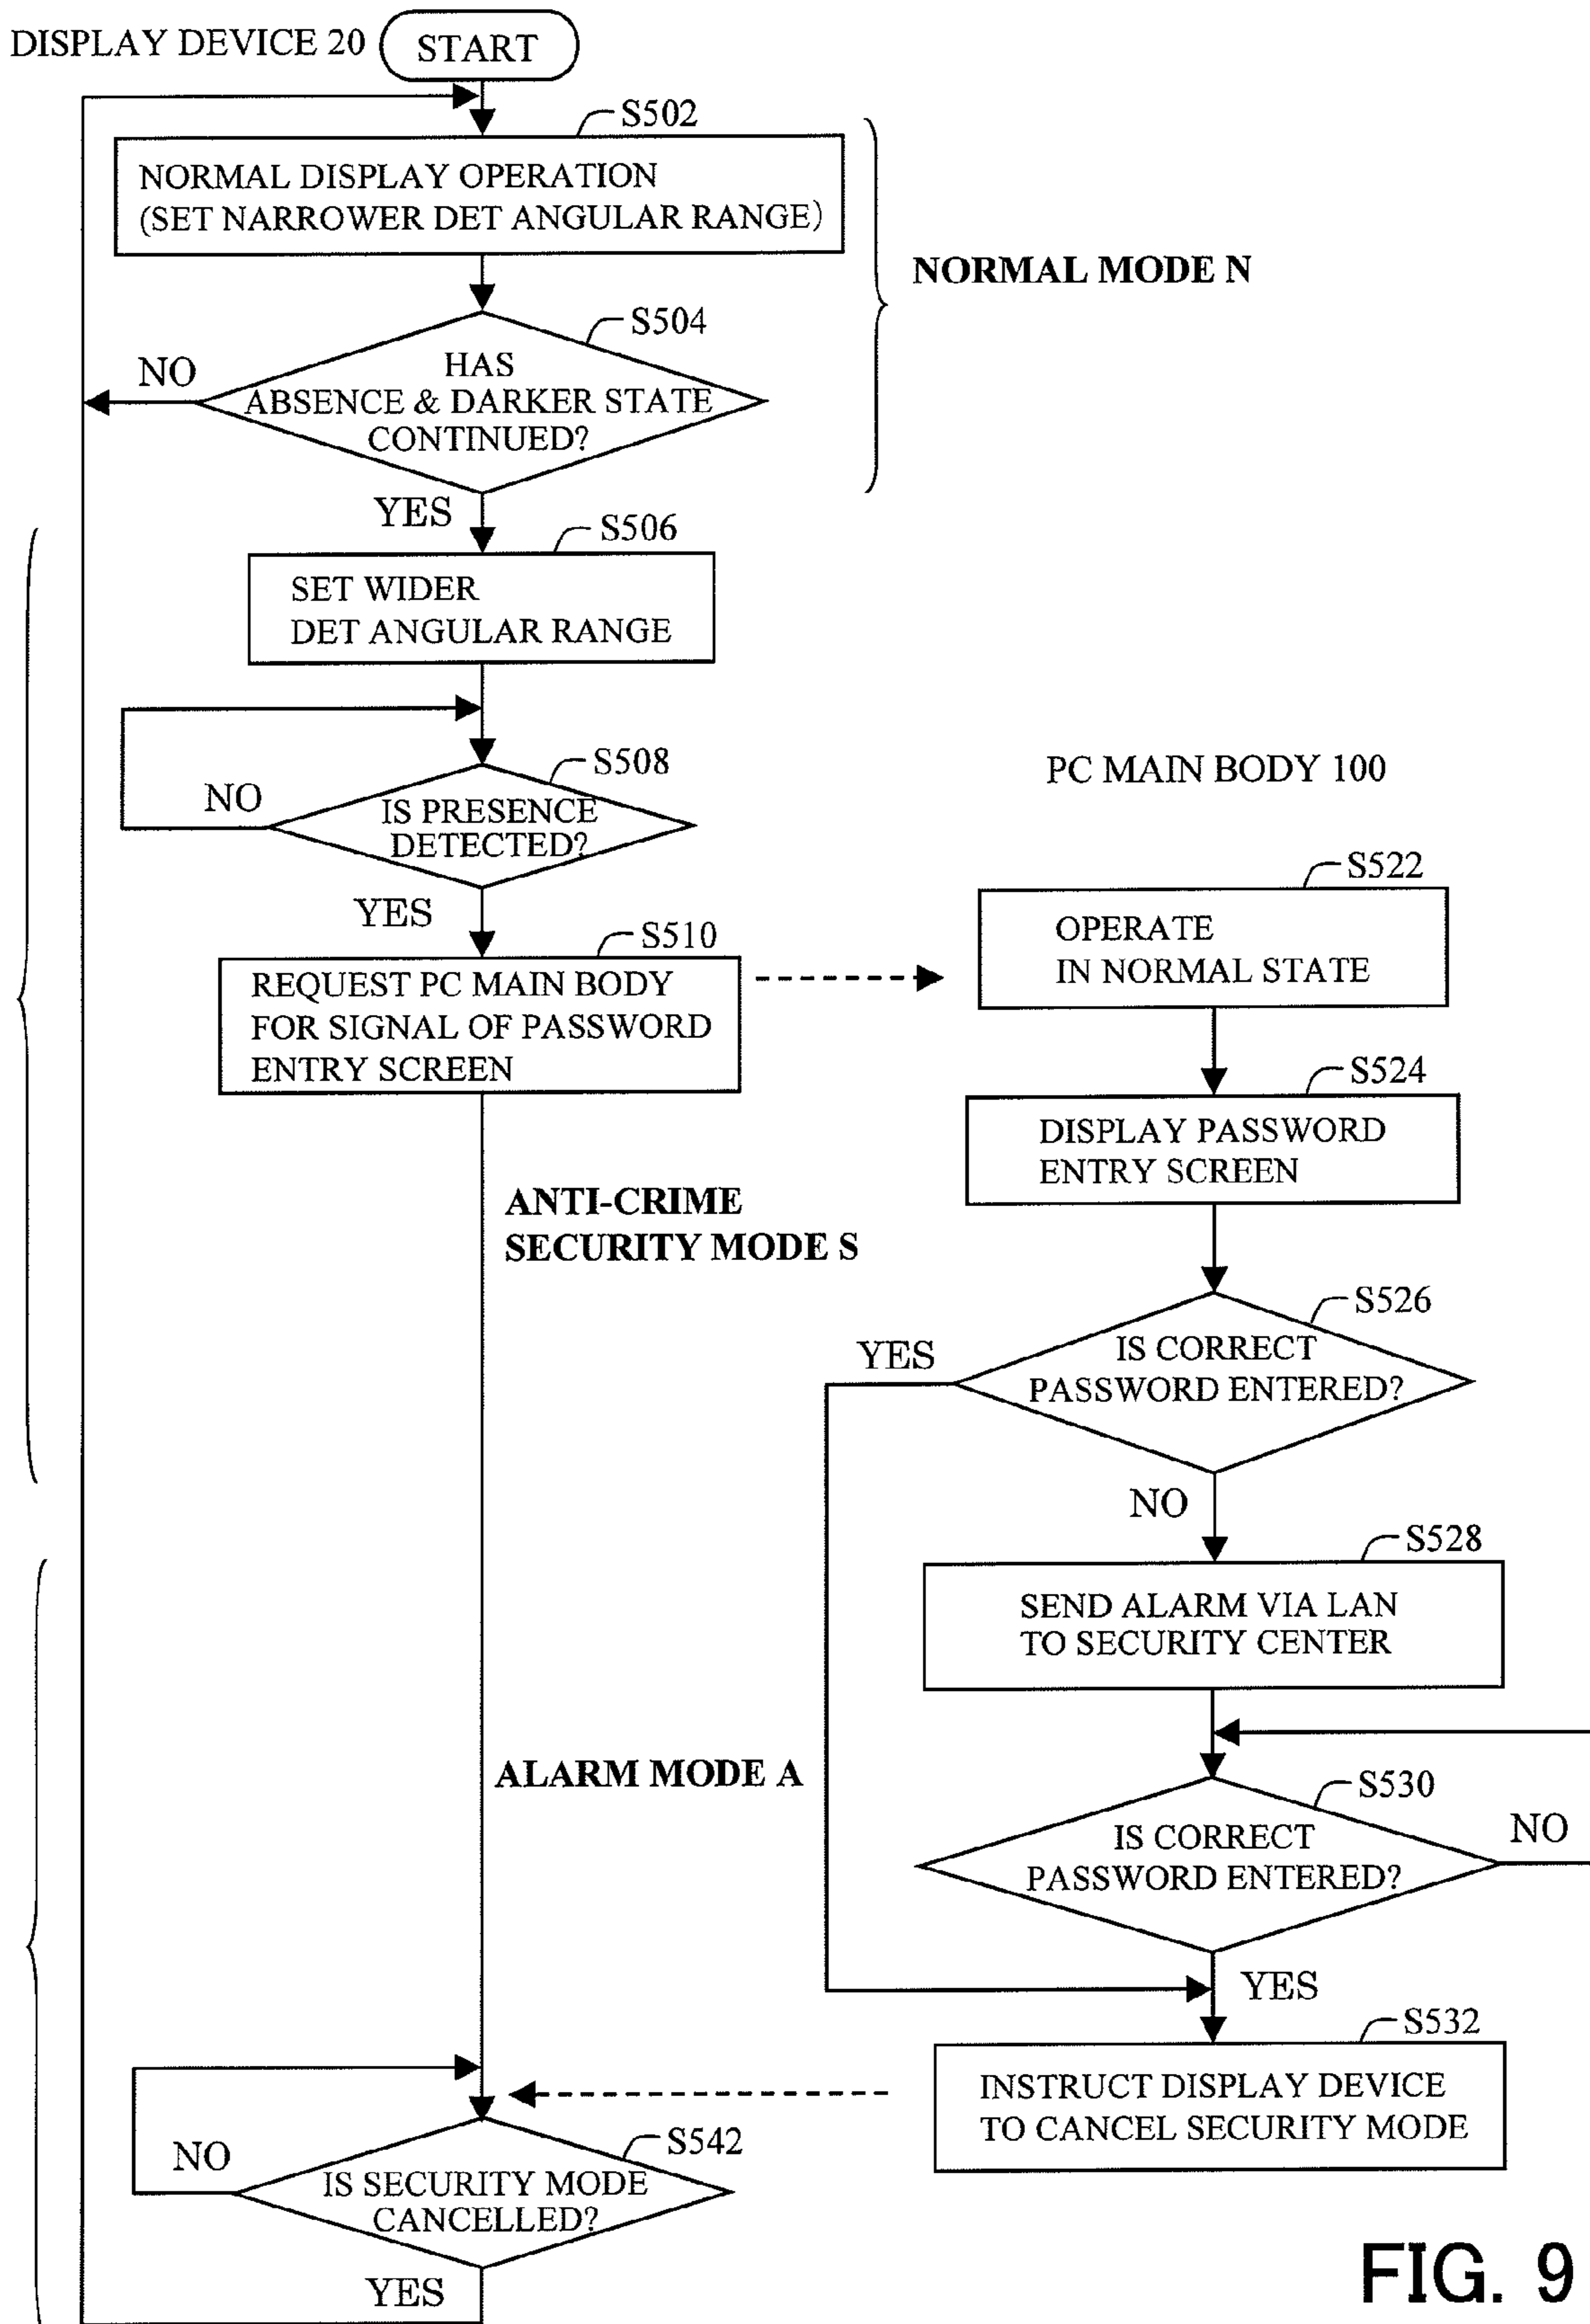 DISPLAY DEVICE 20
START
S502
NORMAL DISPLAY OPERATION
(SET NARROWER DET ANGULAR RANGE)
NORMAL MODE N
S504
HAS
ABSENCE & DARKER STATE
CONTINUED?
NO
YES
S506
SET WIDER
DET ANGULAR RANGE
S508
IS PRESENCE
DETECTED?
NO
YES
S510
REQUEST PC MAIN BODY
FOR SIGNAL OF PASSWORD
ENTRY SCREEN
ANTI-CRIME
SECURITY MODE S
ALARM MODE A
PC MAIN BODY 100
S522
OPERATE
IN NORMAL STATE
S524
DISPLAY PASSWORD
ENTRY SCREEN
S526
IS CORRECT
PASSWORD ENTERED?
YES
NO
S528
SEND ALARM VIA LAN
TO SECURITY CENTER
S530
IS CORRECT
PASSWORD ENTERED?
NO
YES
S532
INSTRUCT DISPLAY DEVICE
TO CANCEL SECURITY MODE
S542
IS SECURITY MODE
CANCELLED?
NO
YES
FIG. 9